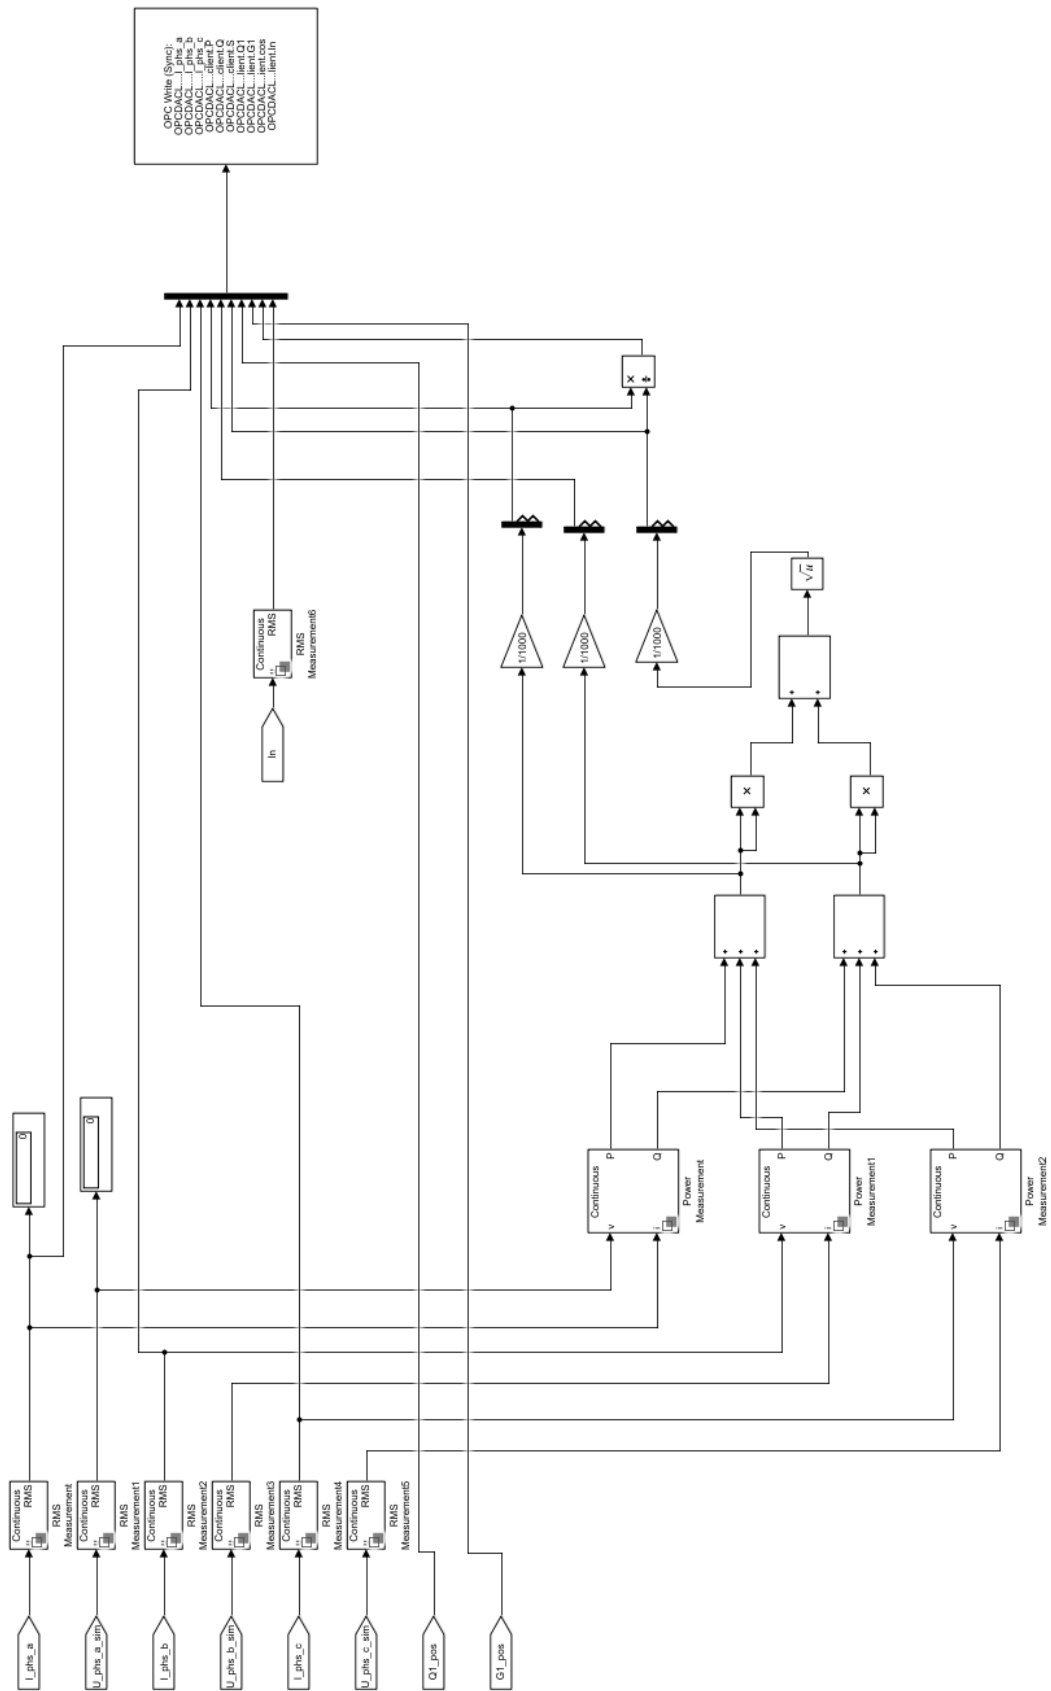 OPC Write (Sync):
OPCDACL...I_phs_a
OPCDACL...I_phs_b
OPCDACL...I_phs_c
OPCDACL...client.P
OPCDACL...client.Q
OPCDACL...client.S
OPCDACL...lient.Q1
OPCDACL...lient.G1
OPCDACL...ient.cos
OPCDACL...lient.In
×
÷
√u
1/1000
1/1000
1/1000
Continuous
RMS
RMS
Measurement6
In
+
+
×
×
+
+
+
+
+
+
0
0
Continuous
v
i
P
Q
Power
Measurement
Continuous
v
i
P
Q
Power
Measurement1
Continuous
v
i
P
Q
Power
Measurement2
Continuous
RMS
RMS
Measurement
Continuous
RMS
RMS
Measurement1
Continuous
RMS
RMS
Measurement2
Continuous
RMS
RMS
Measurement3
Continuous
RMS
RMS
Measurement4
Continuous
RMS
RMS
Measurement5
I_phs_a
U_phs_a_sim
I_phs_b
U_phs_b_sim
I_phs_c
U_phs_c_sim
Q1_pos
G1_pos